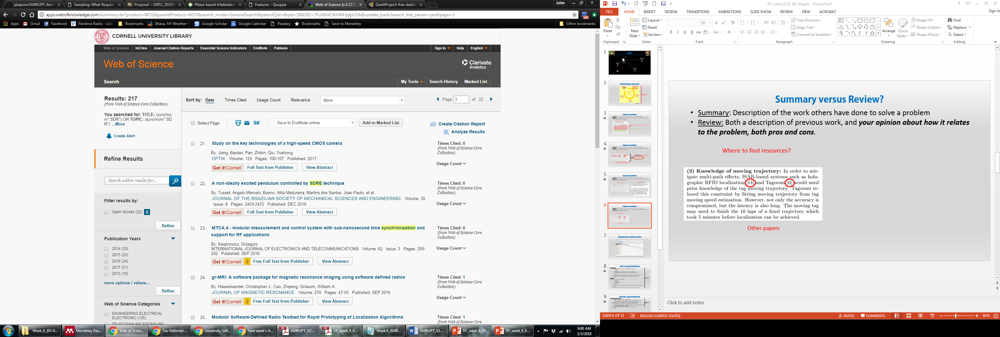 jakapoor/AMRUPT: Anim
Sampling: What Nyquist
Proposal – 10951_2018SP
Phase-based trilateration
Features – Quuppa
Web of Science [v.5.27.2]
GanttProject: free deskto
Julian
apps.webofknowledge.com/summary.do?product=WOS&parentProduct=WOS&search_mode=GeneralSearch&parentQid=&qid=18&SID=7FuJtXnESkHAiFqdpU5&&update_back2search_link_param=yes&page=3
Apps
Gmail
Facebook
Pandora Radio - Liste
Bookmarks
Ithaca, NY Weather F
Google Scholar
Google Calendar
Passkey
Bookmarks
Save to Mendeley
Other bookmarks
CORNELL UNIVERSITY LIBRARY
Web of Science InCites Journal Citation Reports Essential Science Indicators EndNote Publons Sign In Help English
Web of Science
Clarivate
Analytics
Search My Tools Search History Marked List
Results: 217
(from Web of Science Core Collection)
You searched for: TITLE: (synchro
ni* SDR*) OR TOPIC: (synchroni* SD
R*) ...More
Create Alert
Refine Results
Search within results for...
Filter results by:
Open Access (22)
Refine
Publication Years
2014 (33)
2015 (25)
2016 (24)
2017 (21)
2013 (19)
more options / values...
Refine
Web of Science Categories
ENGINEERING ELECTRICAL
ELECTRONIC (135)
TELECOMMUNICATIONS (95)
Sort by: Date Times Cited Usage Count Relevance More
Page 3 of 22
Select Page 5K Save to EndNote online Add to Marked List
Create Citation Report
Analyze Results
21. Study on the key technologies of a high-speed CMOS camera
By: Jiang, Baotan; Pan, Zhibin; Qiu, Yuehong
OPTIK Volume: 129 Pages: 100-107 Published: 2017
Get it! Cornell Full Text from Publisher View Abstract
Times Cited: 0
(from Web of Science Core
Collection)
Usage Count
22. A non-ideally excited pendulum controlled by SDRE technique
By: Tusset, Angelo Marcelo; Bueno, Atila Madureira; Martins dos Santos, Joao Paulo; et al.
JOURNAL OF THE BRAZILIAN SOCIETY OF MECHANICAL SCIENCES AND ENGINEERING Volume: 38
Issue: 8 Pages: 2459-2472 Published: DEC 2016
Get it! Cornell Full Text from Publisher View Abstract
Times Cited: 0
(from Web of Science Core
Collection)
Usage Count
23. MTCA.4 - modular measurement and control system with sub-nanosecond time synchronization and
support for RF applications
By: Kasprowicz, Grzegorz
INTERNATIONAL JOURNAL OF ELECTRONICS AND TELECOMMUNICATIONS Volume: 62 Issue: 3 Pages: 289-
292 Published: SEP 2016
Get it! Cornell Free Full Text from Publisher View Abstract
Times Cited: 0
(from Web of Science Core
Collection)
Usage Count
24. gr-MRI: A software package for magnetic resonance imaging using software defined radios
By: Hasselwander, Christopher J.; Cao, Zhipeng; Grissom, William A.
JOURNAL OF MAGNETIC RESONANCE Volume: 270 Pages: 47-55 Published: SEP 2016
Get it! Cornell Free Full Text from Publisher View Abstract
Times Cited: 1
(from Web of Science Core
Collection)
Usage Count
25. Modular Software-Defined Radio Testbed for Rapid Prototyping of Localization Algorithms
Times Cited: 1
(from Web of Science Core
DF_week_6_03_06_18.pptx - PowerPoint
FILE HOME INSERT DESIGN TRANSITIONS ANIMATIONS SLIDE SHOW REVIEW VIEW ACROBAT Sign in
Paste
New
Slide
Layout
Reset
Section
18
B I U S abc AV Aa A
Text Direction
Align Text
Convert to SmartArt
Arrange
Quick
Styles
Shape Fill
Shape Outline
Shape Effects
Find
Replace
Select
Clipboard Slides Font Paragraph Drawing Editing
1
2
3
4
5
6
7
8
9
Summary versus Review?
• Summary: Description of the work others have done to solve a problem
• Review: Both a description of previous work, and your opinion about how it relates
to the problem, both pros and cons.
Where to find resources?
(3) Knowledge of moving trajectory: In order to mit-
igate multi-path effects, ISAR-based systems such as holo-
graphic RFID localization [14] and Tagoram [6] would need
prior knowledge of the tag moving trajectory. Tagoram re-
laxed this constraint by fitting moving trajectory from tag
moving speed estimation. However, not only the accuracy is
compromised, but the latency is also long. The moving tag
may need to finish the 10 laps of a fixed trajectory which
took 5 minutes before localization can be achieved.
Other papers
Click to add notes
SLIDE 6 OF 11 ENGLISH (UNITED STATES) NOTES COMMENTS 81%
Week_6_(03-0...
Mendeley Des...
Web of Scien...
Tax-Deferred ...
University Self...
Next week's A...
AMRUPT_V2....
DF_week_4_0...
Week 6_AMR...
AMRUPT_V1....
DF_week_6_03...
DF_week_4_0...
9:00 AM
3/3/2018